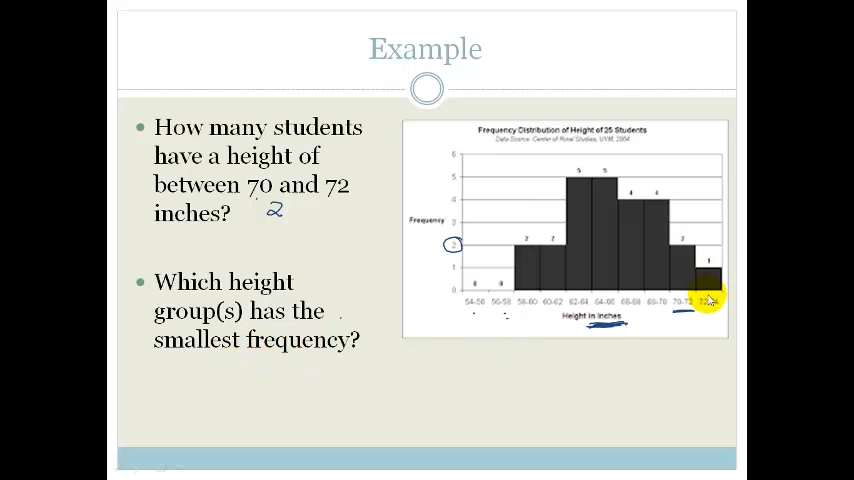 Example
How many students
have a height of
between 70 and 72
inches? 2
Which height
group(s) has the
smallest frequency?
Frequency Distribution of Height of 25 Students
Data Source: Center of Rural Studies, UVM, 2004
6
5
4
3
2
1
0
Frequency
0 0 2 2 5 5 4 4 2 1
54-56 56-58 58-60 60-62 62-64 64-66 66-68 68-70 70-72
Height in inches